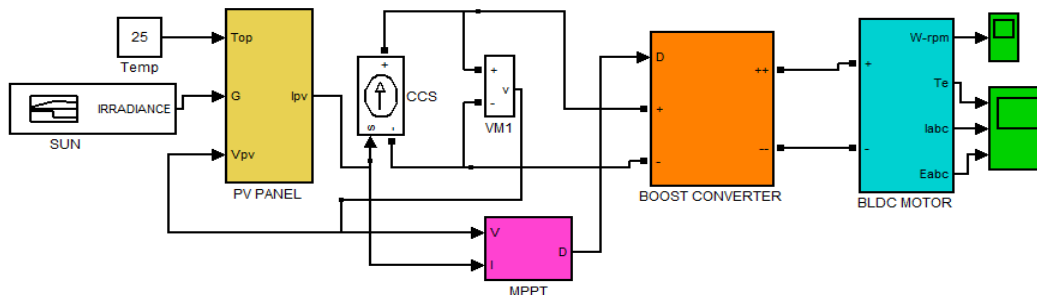 25
Temp
IRRADIANCE
SUN
Top
G
Vpv
Ipv
PV PANEL
+
s
-
CCS
+
-
v
VM1
V
I
D
MPPT
D
+
-
++
--
BOOST CONVERTER
+
-
W-rpm
Te
Iabc
Eabc
BLDC MOTOR